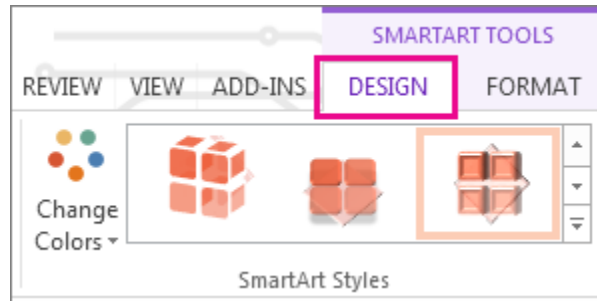 SMARTART TOOLS
REVIEW VIEW ADD-INS DESIGN FORMAT
Change
Colors
SmartArt Styles